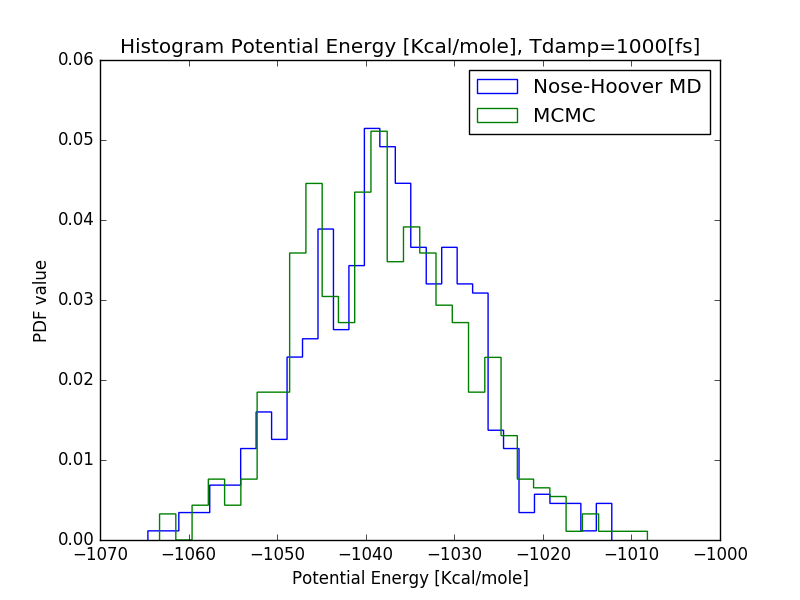 Histogram Potential Energy [Kcal/mole], Tdamp=1000[fs]
0.06
Nose-Hoover MD
MCMC
0.05
0.04
0.03
0.02
0.01
0.00
PDF value
−1070 −1060 −1050 −1040 −1030 −1020 −1010 −1000
Potential Energy [Kcal/mole]